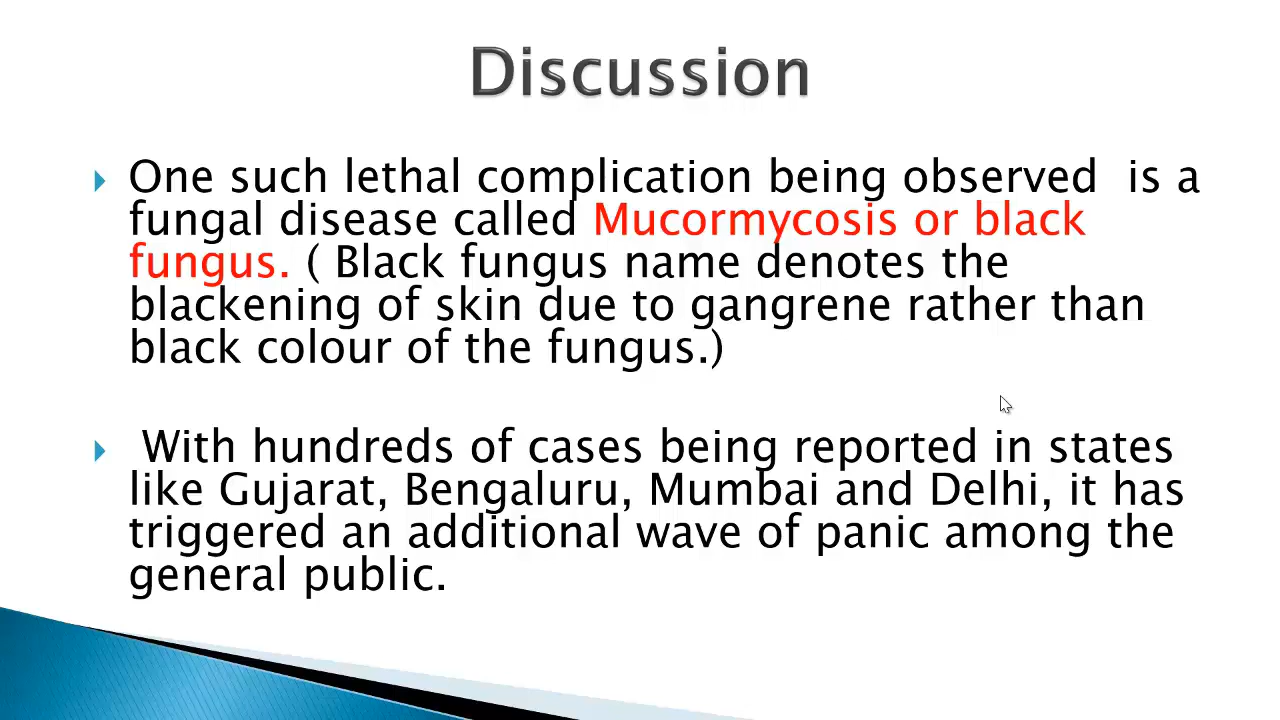 Discussion
One such lethal complication being observed  is a
fungal disease called Mucormycosis or black
fungus. ( Black fungus name denotes the
blackening of skin due to gangrene rather than
black colour of the fungus.)
With hundreds of cases being reported in states
like Gujarat, Bengaluru, Mumbai and Delhi, it has
triggered an additional wave of panic among the
general public.